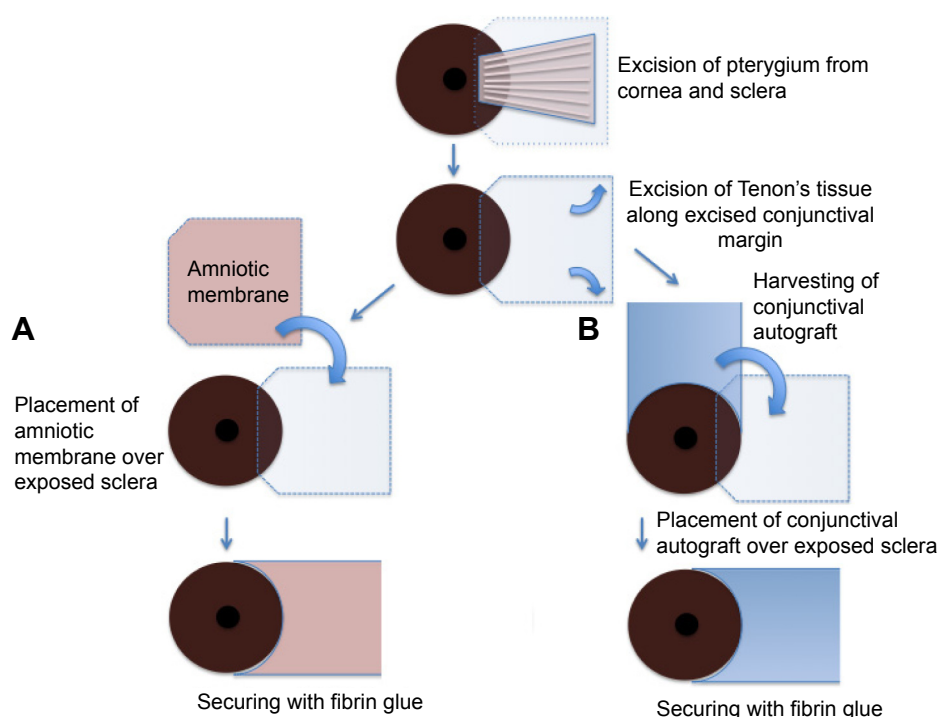 Excision of pterygium from
cornea and sclera
Excision of Tenon's tissue
along excised conjunctival
margin
Amniotic
membrane
A
Harvesting of
conjunctival
autograft
B
Placement of
amniotic
membrane over
exposed sclera
Placement of conjunctival
autograft over exposed sclera
Securing with fibrin glue
Securing with fibrin glue